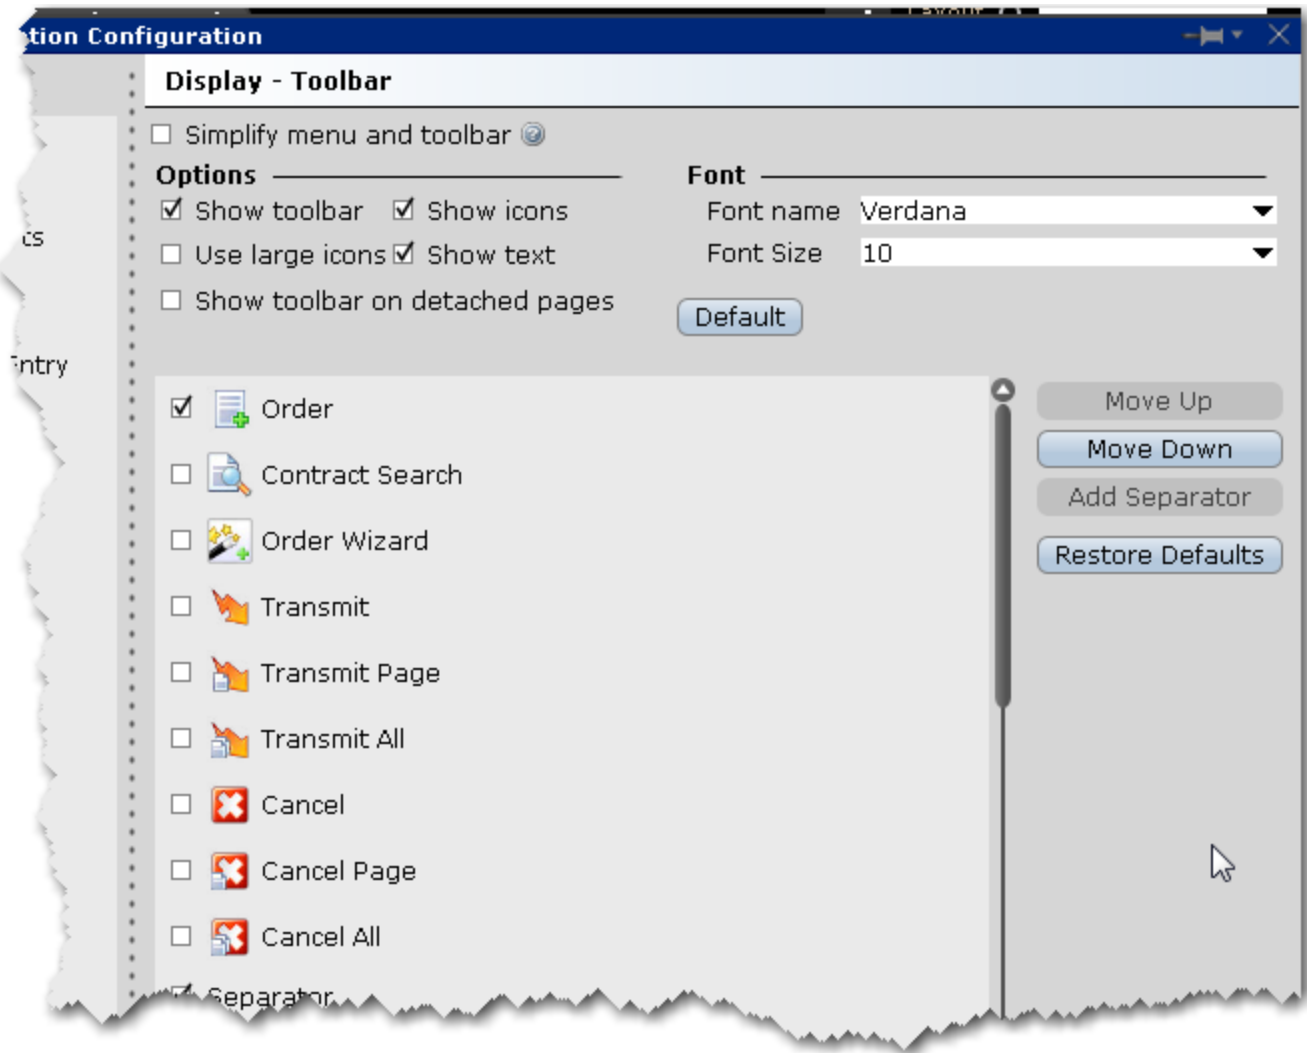 tion Configuration
Display - Toolbar
Simplify menu and toolbar
Options
Font
Show toolbar Show icons
Font name Verdana
cs
Use large icons Show text
Font Size 10
Show toolbar on detached pages
Default
Entry
Order
Move Up
Move Down
Contract Search
Add Separator
Order Wizard
Restore Defaults
Transmit
Transmit Page
Transmit All
Cancel
Cancel Page
Cancel All
Separator